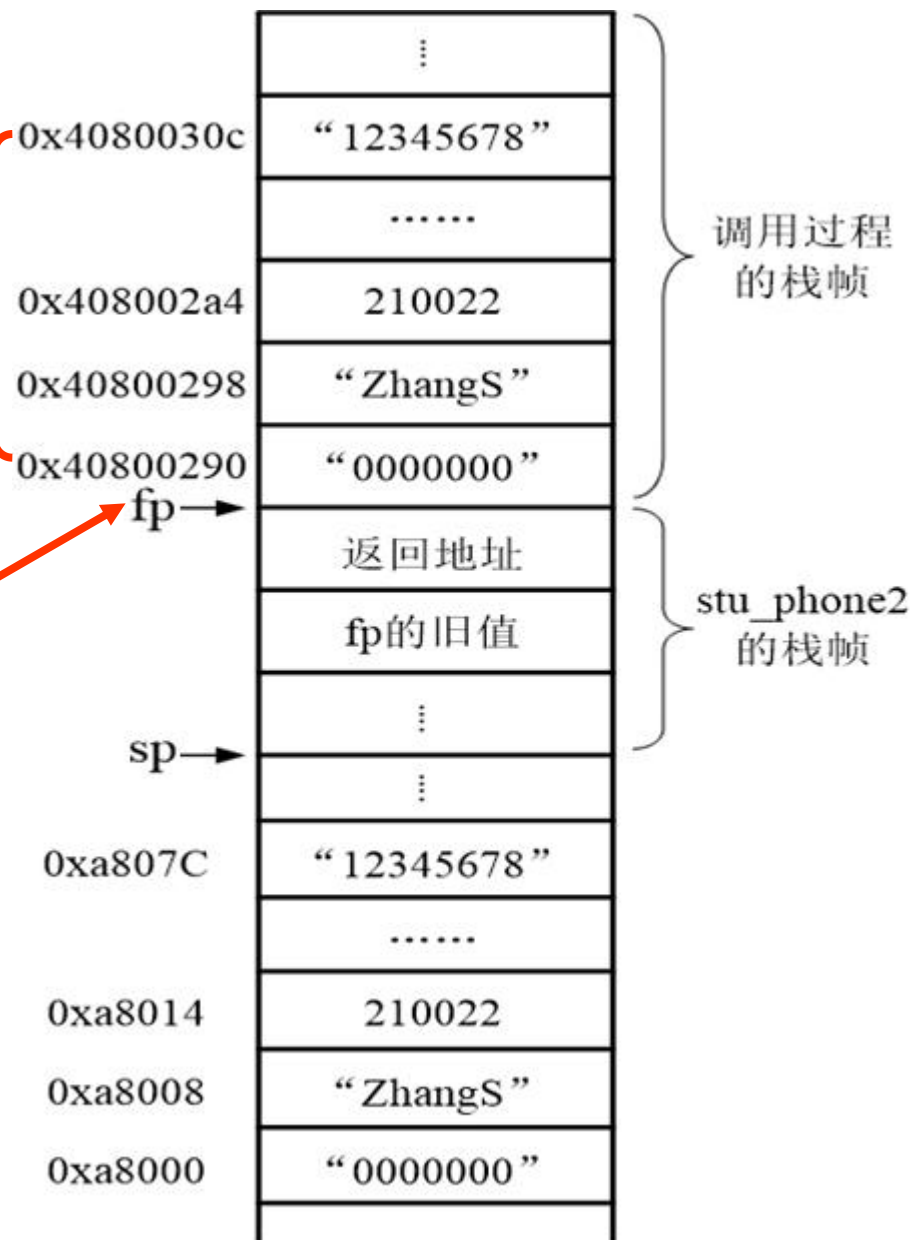 ⋮
0x4080030c “12345678”
……
调用过程
的栈帧
0x408002a4 210022
0x40800298 “ZhangS”
0x40800290 “0000000”
fp
返回地址
fp的旧值
stu_phone2
的栈帧
⋮
sp
⋮
0xa807C “12345678”
……
0xa8014 210022
0xa8008 “ZhangS”
0xa8000 “0000000”